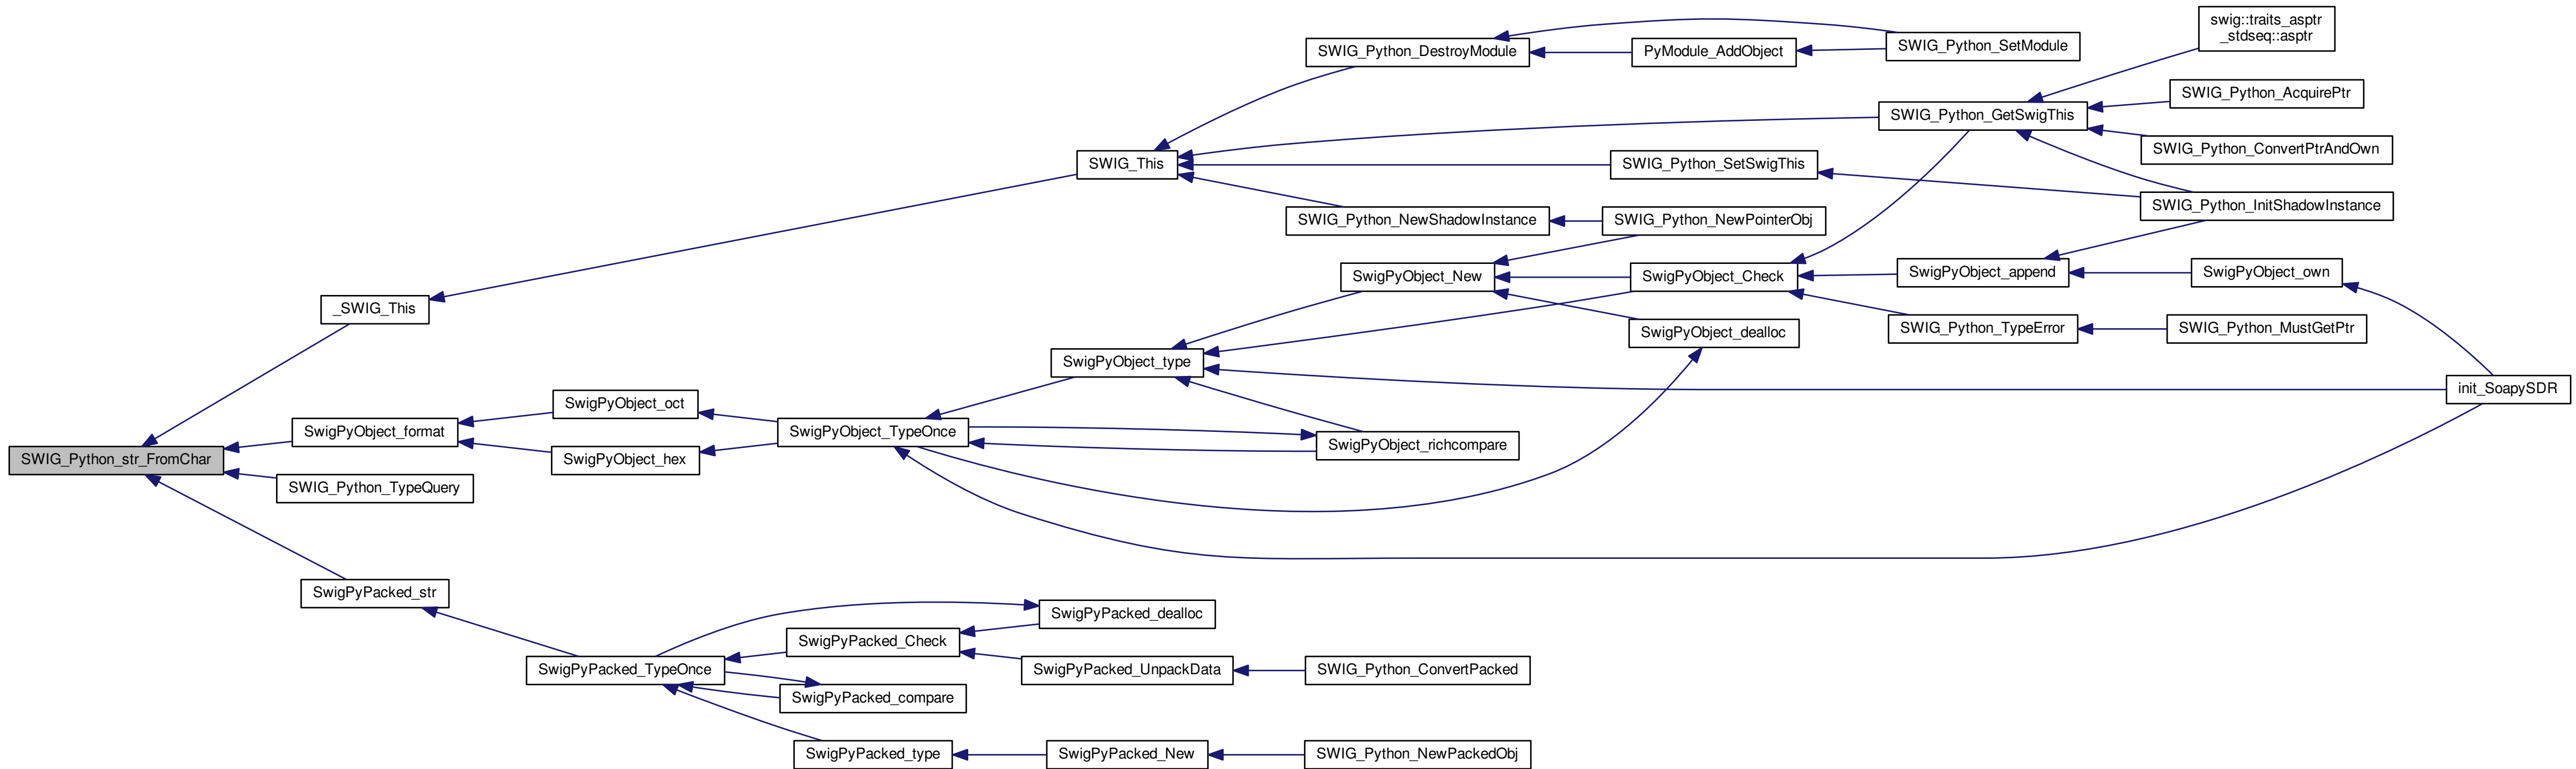 swig::traits_asptr
_stdseq::asptr
SWIG_Python_DestroyModule
PyModule_AddObject
SWIG_Python_SetModule
SWIG_Python_AcquirePtr
SWIG_Python_GetSwigThis
SWIG_Python_ConvertPtrAndOwn
SWIG_This
SWIG_Python_SetSwigThis
SWIG_Python_InitShadowInstance
SWIG_Python_NewShadowInstance
SWIG_Python_NewPointerObj
SwigPyObject_New
SwigPyObject_Check
SwigPyObject_append
SwigPyObject_own
_SWIG_This
SwigPyObject_dealloc
SWIG_Python_TypeError
SWIG_Python_MustGetPtr
SwigPyObject_type
init_SoapySDR
SwigPyObject_oct
SwigPyObject_format
SwigPyObject_TypeOnce
SwigPyObject_richcompare
SWIG_Python_str_FromChar
SwigPyObject_hex
SWIG_Python_TypeQuery
SwigPyPacked_str
SwigPyPacked_dealloc
SwigPyPacked_Check
SwigPyPacked_TypeOnce
SwigPyPacked_UnpackData
SWIG_Python_ConvertPacked
SwigPyPacked_compare
SwigPyPacked_type
SwigPyPacked_New
SWIG_Python_NewPackedObj